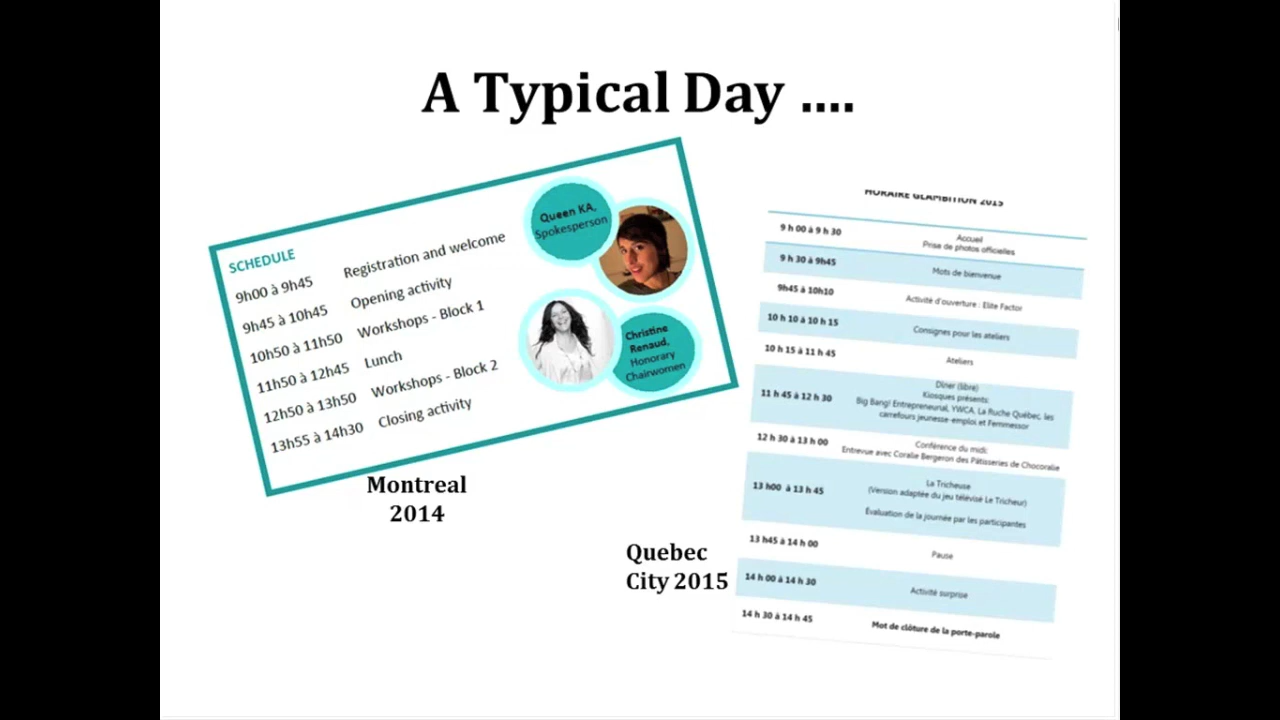 A Typical Day ....
SCHEDULE
9h00 à 9h45 Registration and welcome
9h45 à 10h45 Opening activity
10h50 à 11h50 Workshops - Block 1
11h50 à 12h45 Lunch
12h50 à 13h50 Workshops - Block 2
13h55 à 14h30 Closing activity
Queen KA,
Spokesperson
Christine
Renaud,
Honorary
Chairwomen
Montreal
2014
HORAIRE GLAMBITION 2015
9 h 00 à 9 h 30 Accueil
Prise de photos officielles
9 h 30 à 9h45 Mots de bienvenue
9h45 à 10h10 Activité d'ouverture : Elite Factor
10 h 10 à 10 h 15 Consignes pour les ateliers
10 h 15 à 11 h 45 Ateliers
11 h 45 à 12 h 30 Dîner (libre)
Kiosques présents:
Big Bang! Entrepreneurial, YWCA, La Ruche Québec, les
carrefours jeunesse-emploi et Femmessor
12 h 30 à 13 h 00 Conférence du midi:
Entrevue avec Coralie Bergeron des Pâtisseries de Chocoralie
13 h00 à 13 h 45 La Tricheuse
(Version adaptée du jeu télévisé Le Tricheur)
Évaluation de la journée par les participantes
13 h45 à 14 h 00 Pause
14 h 00 à 14 h 30 Activité surprise
14 h 30 à 14 h 45 Mot de clôture de la porte-parole
Quebec
City 2015